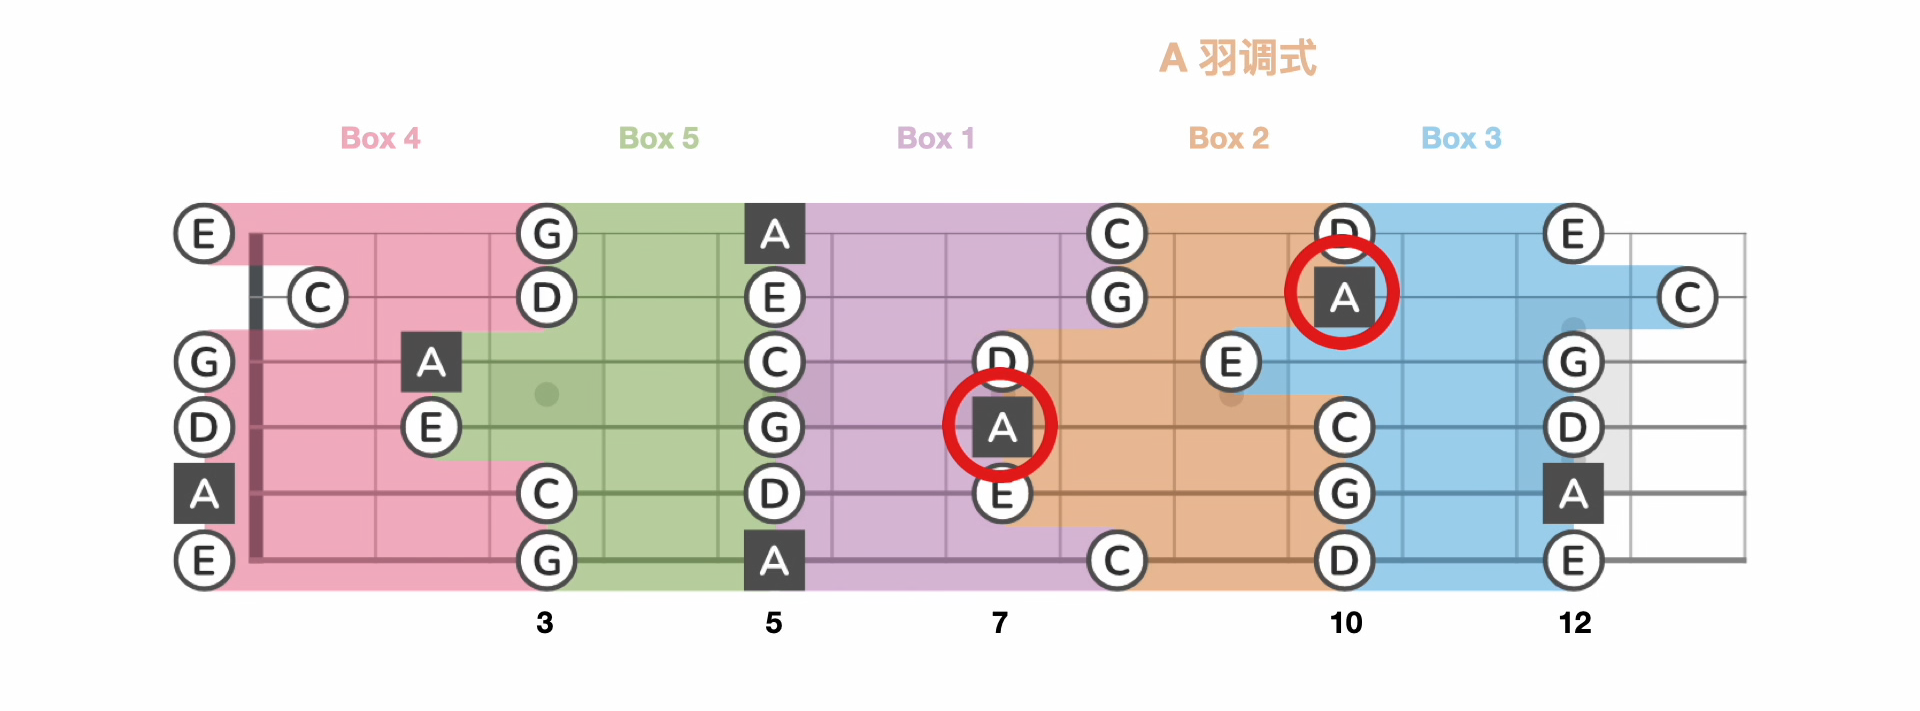 A 羽调式
Box 4 Box 5 Box 1 Box 2 Box 3
E G A C D E
C D E G A C
G A C D E G
D E G A C D
A C D E G A
E G A C D E
3 5 7 10 12